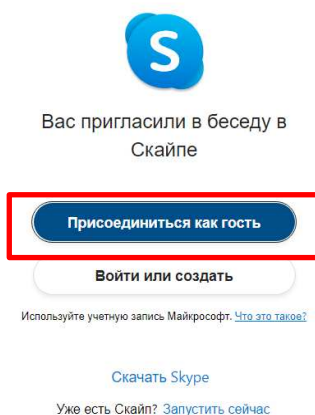 S
Вас пригласили в беседу в
Скайпе
Присоединиться как гость
Войти или создать
Используйте учетную запись Майкрософт. Что это такое?
Скачать Skype
Уже есть Скайп? Запустить сейчас